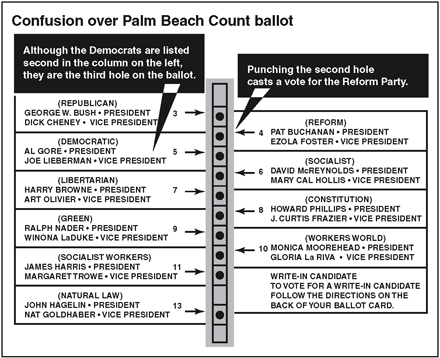 Confusion over Palm Beach Count ballot
Although the Democrats are listed
second in the column on the left,
they are the third hole on the ballot.
Punching the second hole
casts a vote for the Reform Party.
(REPUBLICAN)
GEORGE W. BUSH • PRESIDENT 3
DICK CHENEY • VICE PRESIDENT
(DEMOCRATIC)
AL GORE • PRESIDENT 5
JOE LIEBERMAN • VICE PRESIDENT
(LIBERTARIAN)
HARRY BROWNE • PRESIDENT 7
ART OLIVIER • VICE PRESIDENT
(GREEN)
RALPH NADER • PRESIDENT 9
WINONA LaDUKE • VICE PRESIDENT
(SOCIALIST WORKERS)
JAMES HARRIS • PRESIDENT 11
MARGARET TROWE • VICE PRESIDENT
(NATURAL LAW)
JOHN HAGELIN • PRESIDENT 13
NAT GOLDHABER • VICE PRESIDENT
(REFORM)
4 PAT BUCHANAN • PRESIDENT
EZOLA FOSTER • VICE PRESIDENT
(SOCIALIST)
6 DAVID McREYNOLDS • PRESIDENT
MARY CAL HOLLIS • VICE PRESIDENT
(CONSTITUTION)
8 HOWARD PHILLIPS • PRESIDENT
J. CURTIS FRAZIER • VICE PRESIDENT
(WORKERS WORLD)
10 MONICA MOOREHEAD • PRESIDENT
GLORIA La RIVA • VICE PRESIDENT
WRITE-IN CANDIDATE
TO VOTE FOR A WRITE-IN CANDIDATE
FOLLOW THE DIRECTIONS ON THE
BACK OF YOUR BALLOT CARD.